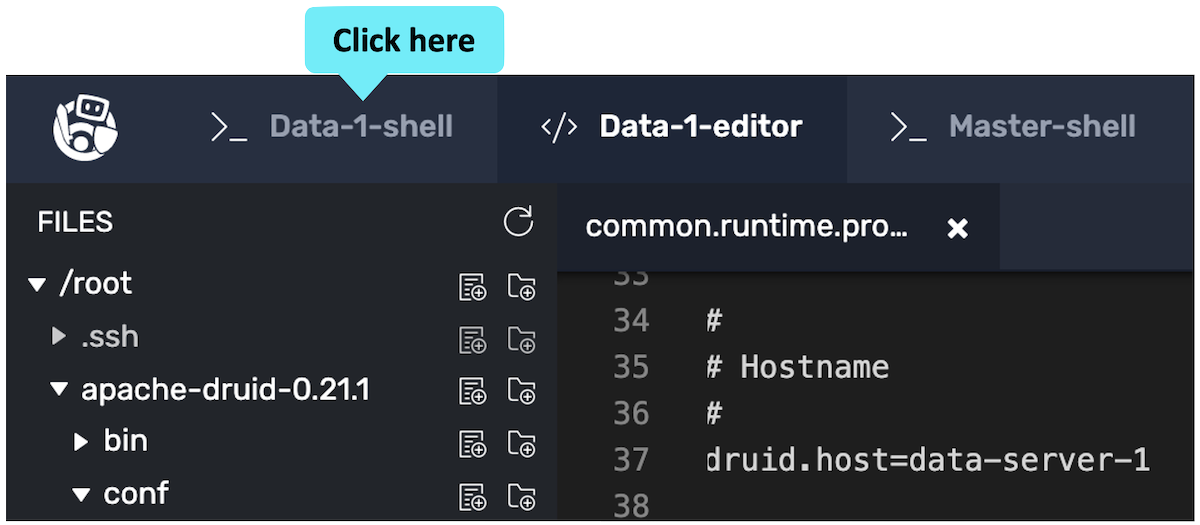 Click here
>_ Data-1-shell
</> Data-1-editor
>_ Master-shell
FILES
common.runtime.pro...
/root
.ssh
apache-druid-0.21.1
bin
conf
33
34 #
35 # Hostname
36 #
37 druid.host=data-server-1
38